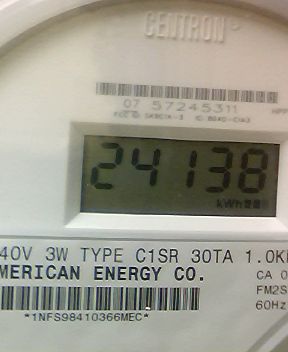 CENTRON
07 57245311
24138
kWh
40V 3W TYPE C1SR 30TA 1.0K
MERICAN ENERGY CO.
CA 0
FM2S
60Hz
*1NFS98410366MEC*